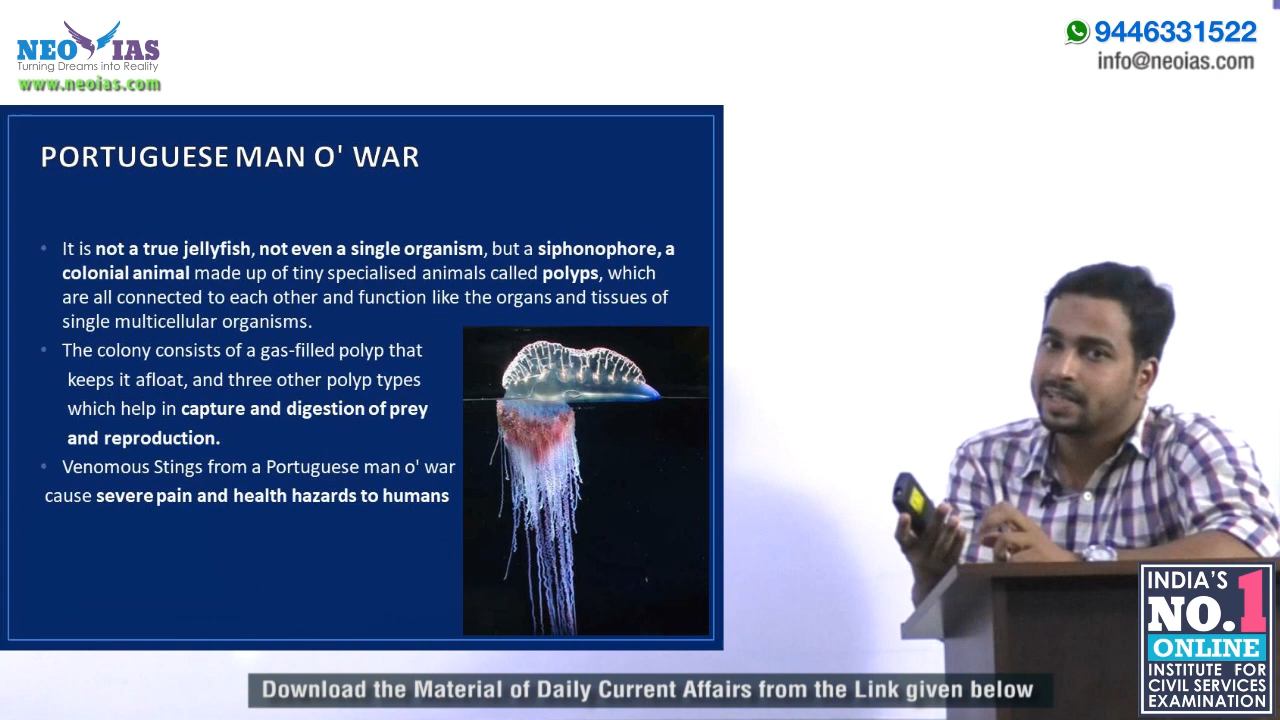 NEO IAS
Turning Dreams into Reality
www.neoias.com
9446331522
info@neoias.com
PORTUGUESE MAN O' WAR
• It is not a true jellyfish, not even a single organism, but a siphonophore, a
colonial animal made up of tiny specialised animals called polyps, which
are all connected to each other and function like the organs and tissues of
single multicellular organisms.
• The colony consists of a gas-filled polyp that
keeps it afloat, and three other polyp types
which help in capture and digestion of prey
and reproduction.
• Venomous Stings from a Portuguese man o' war
cause severe pain and health hazards to humans
INDIA'S
NO.1
ONLINE
INSTITUTE FOR
CIVIL SERVICES
EXAMINATION
Download the Material of Daily Current Affairs from the Link given below